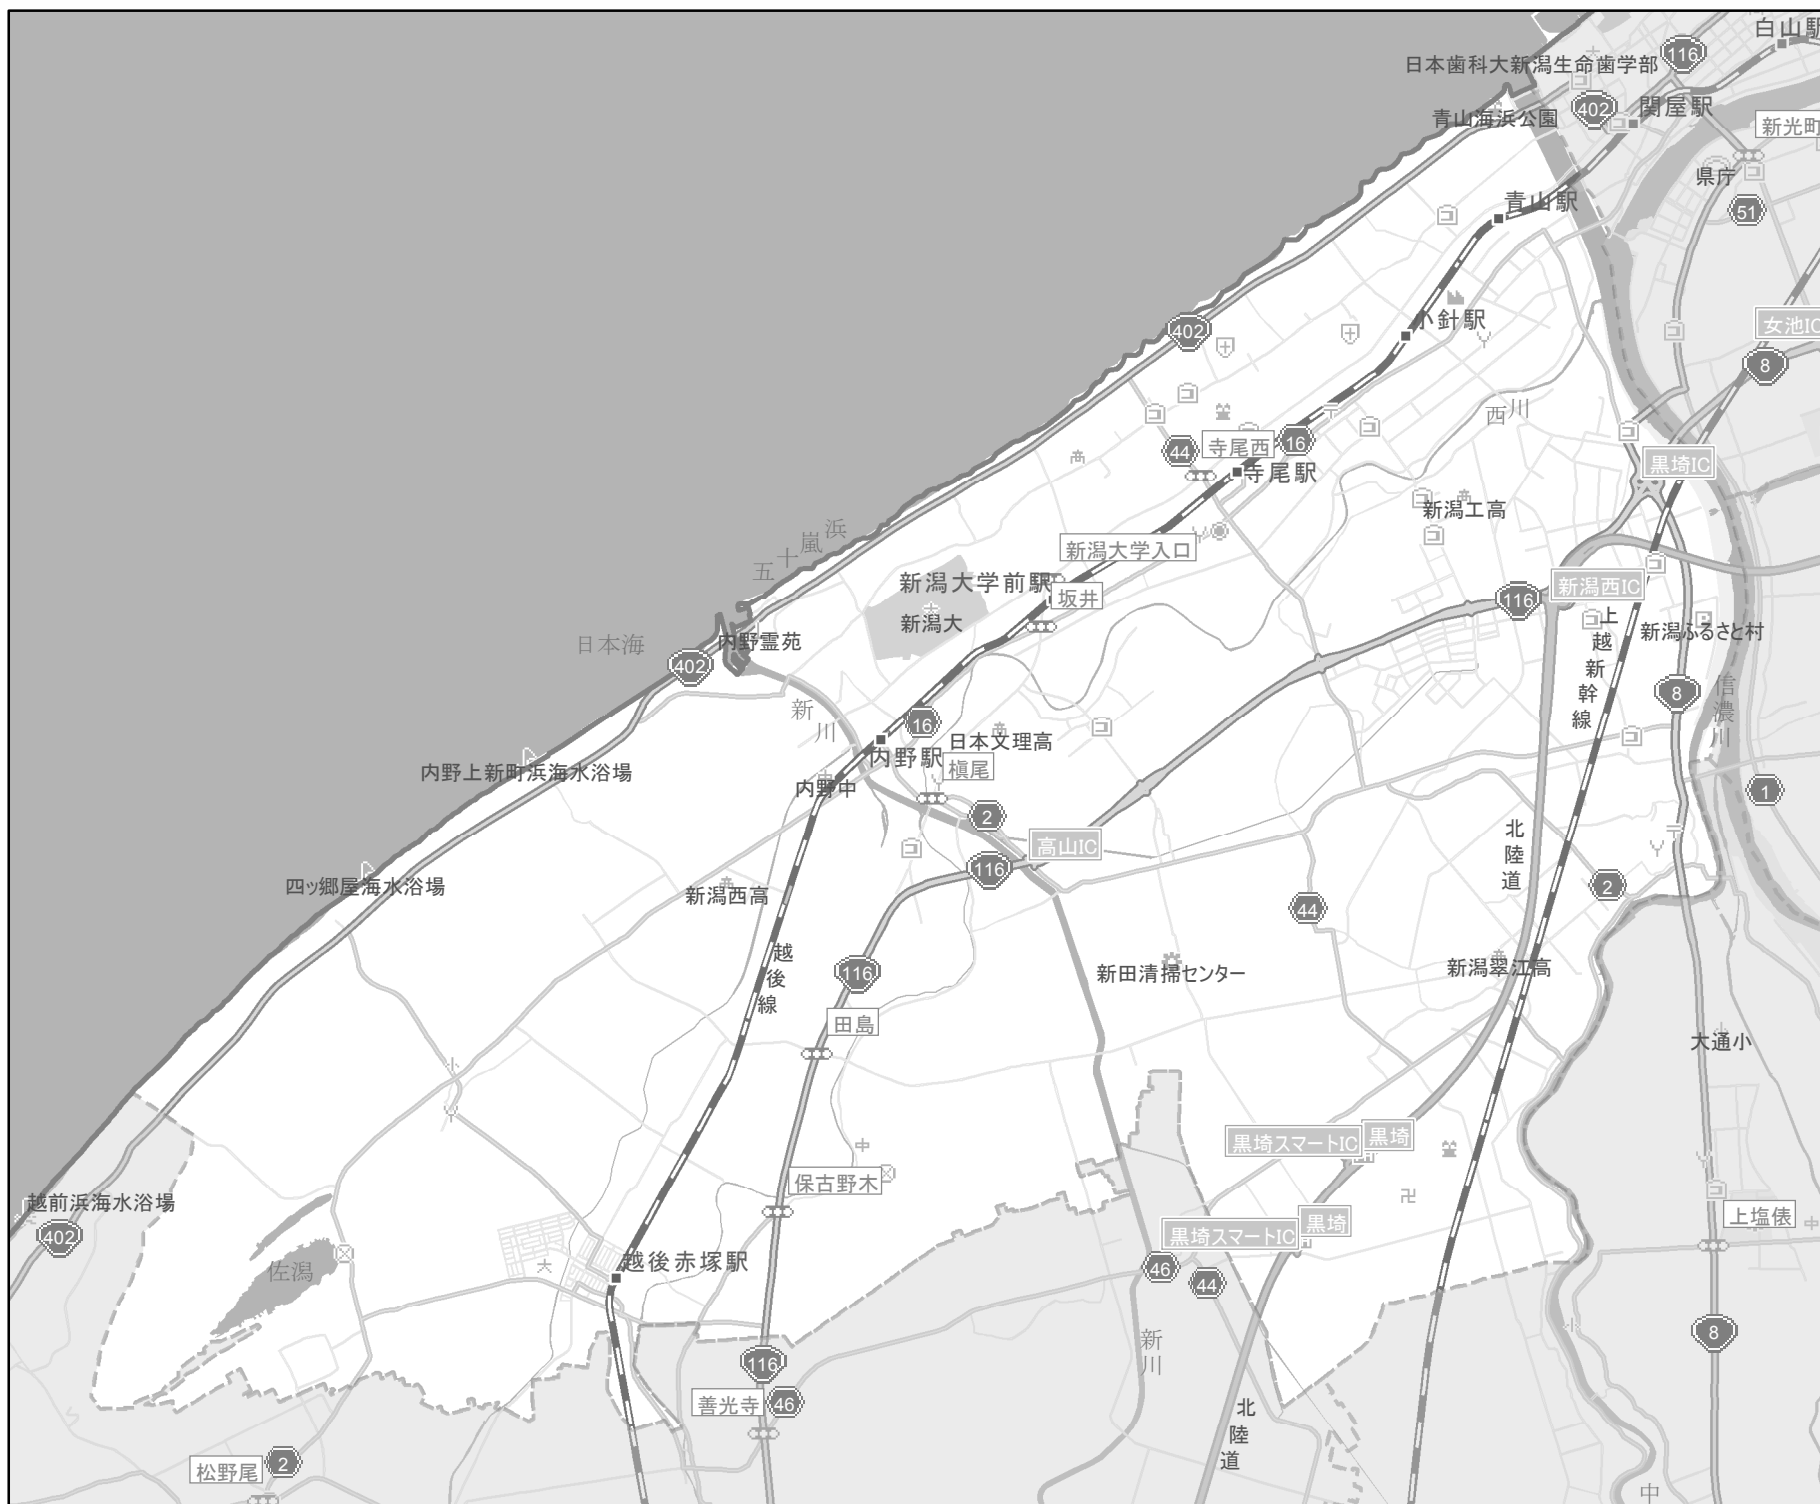 白山駅
116
日本歯科大新潟生命歯学部
402
関屋駅
青山海浜公園
新光町
県庁
51
青山駅
402
小針駅
女池IC
8
西川
44
寺尾西
16
寺尾駅
黒埼IC
新潟工高
五十嵐浜
新潟大学入口
新潟大学前駅
坂井
新潟西IC
116
新潟大
上越新幹線
新潟ふるさと村
日本海
内野霊苑
402
8
信濃川
新川
16
日本文理高
内野駅
槇尾
内野上新町浜海水浴場
内野中
1
2
高山IC
北陸道
116
四ッ郷屋海水浴場
新潟西高
2
44
越後線
116
新田清掃センター
新潟翠江高
田島
小
大通小
中
黒埼スマートIC
黒埼
保古野木
越前浜海水浴場
402
上塩俵
中
黒埼スマートIC
黒埼
佐潟
大
越後赤塚駅
46
44
新川
小
8
116
善光寺
46
北陸道
松野尾
2
中